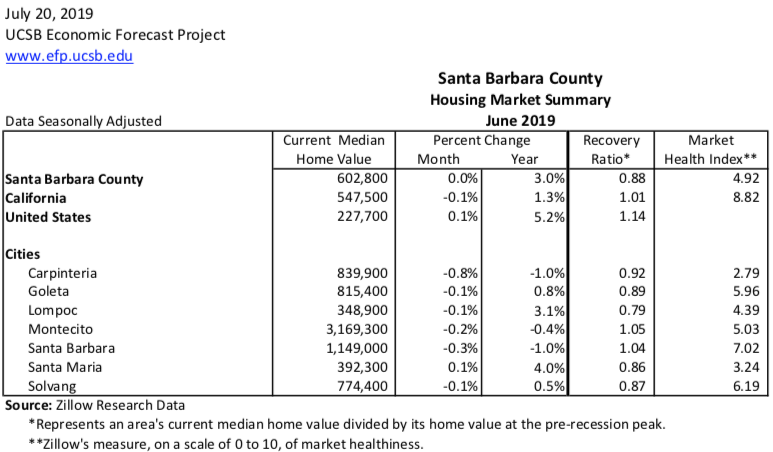 July 20, 2019
UCSB Economic Forecast Project
www.efp.ucsb.edu
Santa Barbara County
Housing Market Summary
Data Seasonally Adjusted June 2019
Current Median Percent Change Recovery Market
Home Value Month Year Ratio* Health Index**
Santa Barbara County 602,800 0.0% 3.0% 0.88 4.92
California 547,500 -0.1% 1.3% 1.01 8.82
United States 227,700 0.1% 5.2% 1.14
Cities
Carpinteria 839,900 -0.8% -1.0% 0.92 2.79
Goleta 815,400 -0.1% 0.8% 0.89 5.96
Lompoc 348,900 -0.1% 3.1% 0.79 4.39
Montecito 3,169,300 -0.2% -0.4% 1.05 5.03
Santa Barbara 1,149,000 -0.3% -1.0% 1.04 7.02
Santa Maria 392,300 0.1% 4.0% 0.86 3.24
Solvang 774,400 -0.1% 0.5% 0.87 6.19
Source: Zillow Research Data
*Represents an area's current median home value divided by its home value at the pre-recession peak.
**Zillow's measure, on a scale of 0 to 10, of market healthiness.